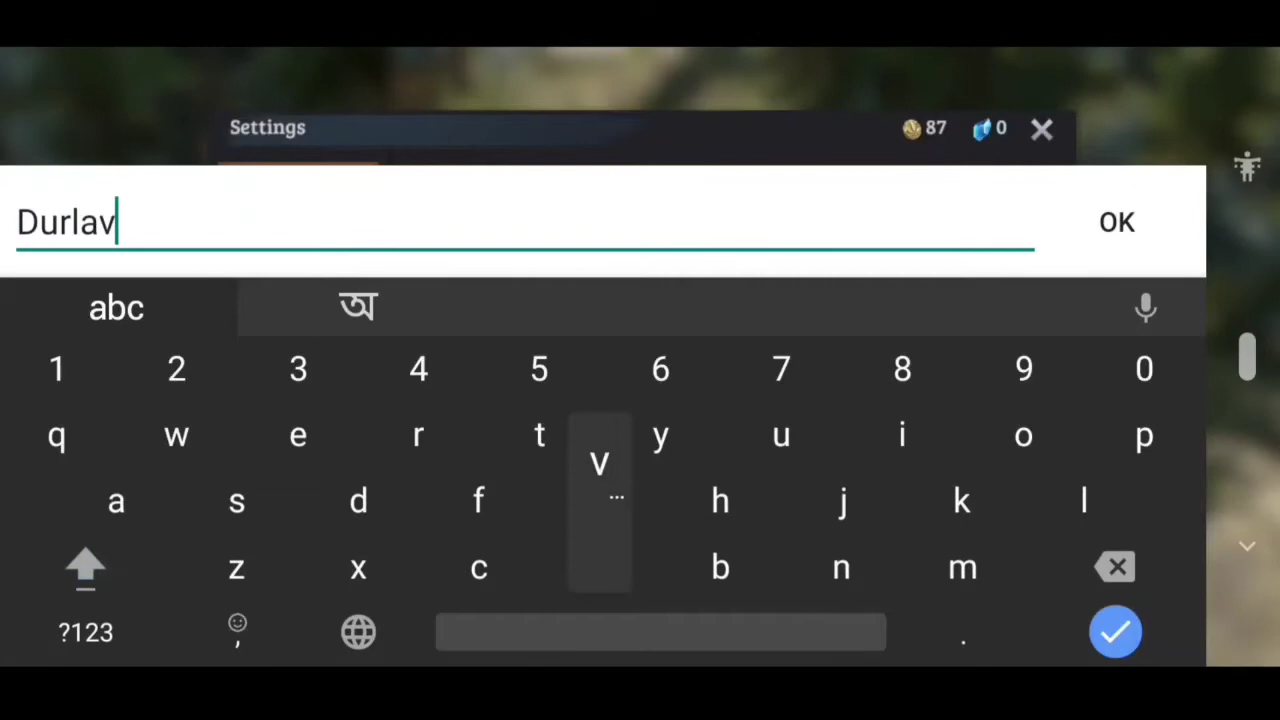 Settings 87 0
Durlav OK
abc অ
1 2 3 4 5 6 7 8 9 0
q w e r t y u i o p
v ...
a s d f h j k l
z x c b n m
?123 , .